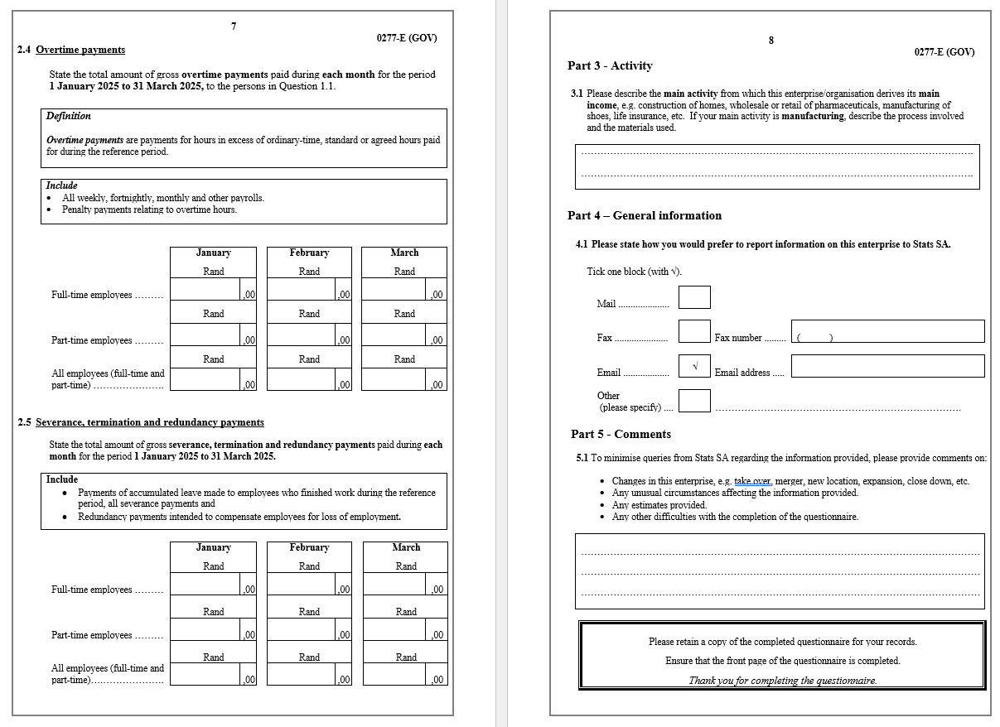 7
0277-E (GOV)
2.4 Overtime payments
State the total amount of gross overtime payments paid during each month for the period
1 January 2025 to 31 March 2025, to the persons in Question 1.1.
Definition
Overtime payments are payments for hours in excess of ordinary-time, standard or agreed hours paid
for during the reference period.
Include
• All weekly, fortnightly, monthly and other payrolls.
• Penalty payments relating to overtime hours.
January February March
Rand Rand Rand
Full-time employees ......... ,00 ,00 ,00
Rand Rand Rand
Part-time employees ......... ,00 ,00 ,00
Rand Rand Rand
All employees (full-time and
part-time) ...................... ,00 ,00 ,00
2.5 Severance, termination and redundancy payments
State the total amount of gross severance, termination and redundancy payments paid during each
month for the period 1 January 2025 to 31 March 2025.
Include
• Payments of accumulated leave made to employees who finished work during the reference
period, all severance payments and
• Redundancy payments intended to compensate employees for loss of employment.
January February March
Rand Rand Rand
Full-time employees ......... ,00 ,00 ,00
Rand Rand Rand
Part-time employees ......... ,00 ,00 ,00
Rand Rand Rand
All employees (full-time and
part-time)....................... ,00 ,00 ,00
8
0277-E (GOV)
Part 3 - Activity
3.1 Please describe the main activity from which this enterprise/organisation derives its main
income, e.g. construction of homes, wholesale or retail of pharmaceuticals, manufacturing of
shoes, life insurance, etc. If your main activity is manufacturing, describe the process involved
and the materials used.
Part 4 – General information
4.1 Please state how you would prefer to report information on this enterprise to Stats SA.
Tick one block (with √).
Mail .....................
Fax ...................... Fax number ......... ( )
Email ................... √ Email address .....
Other
(please specify) ....
Part 5 - Comments
5.1 To minimise queries from Stats SA regarding the information provided, please provide comments on:
• Changes in this enterprise, e.g. take over, merger, new location, expansion, close down, etc.
• Any unusual circumstances affecting the information provided.
• Any estimates provided.
• Any other difficulties with the completion of the questionnaire.
Please retain a copy of the completed questionnaire for your records.
Ensure that the front page of the questionnaire is completed.
Thank you for completing the questionnaire.